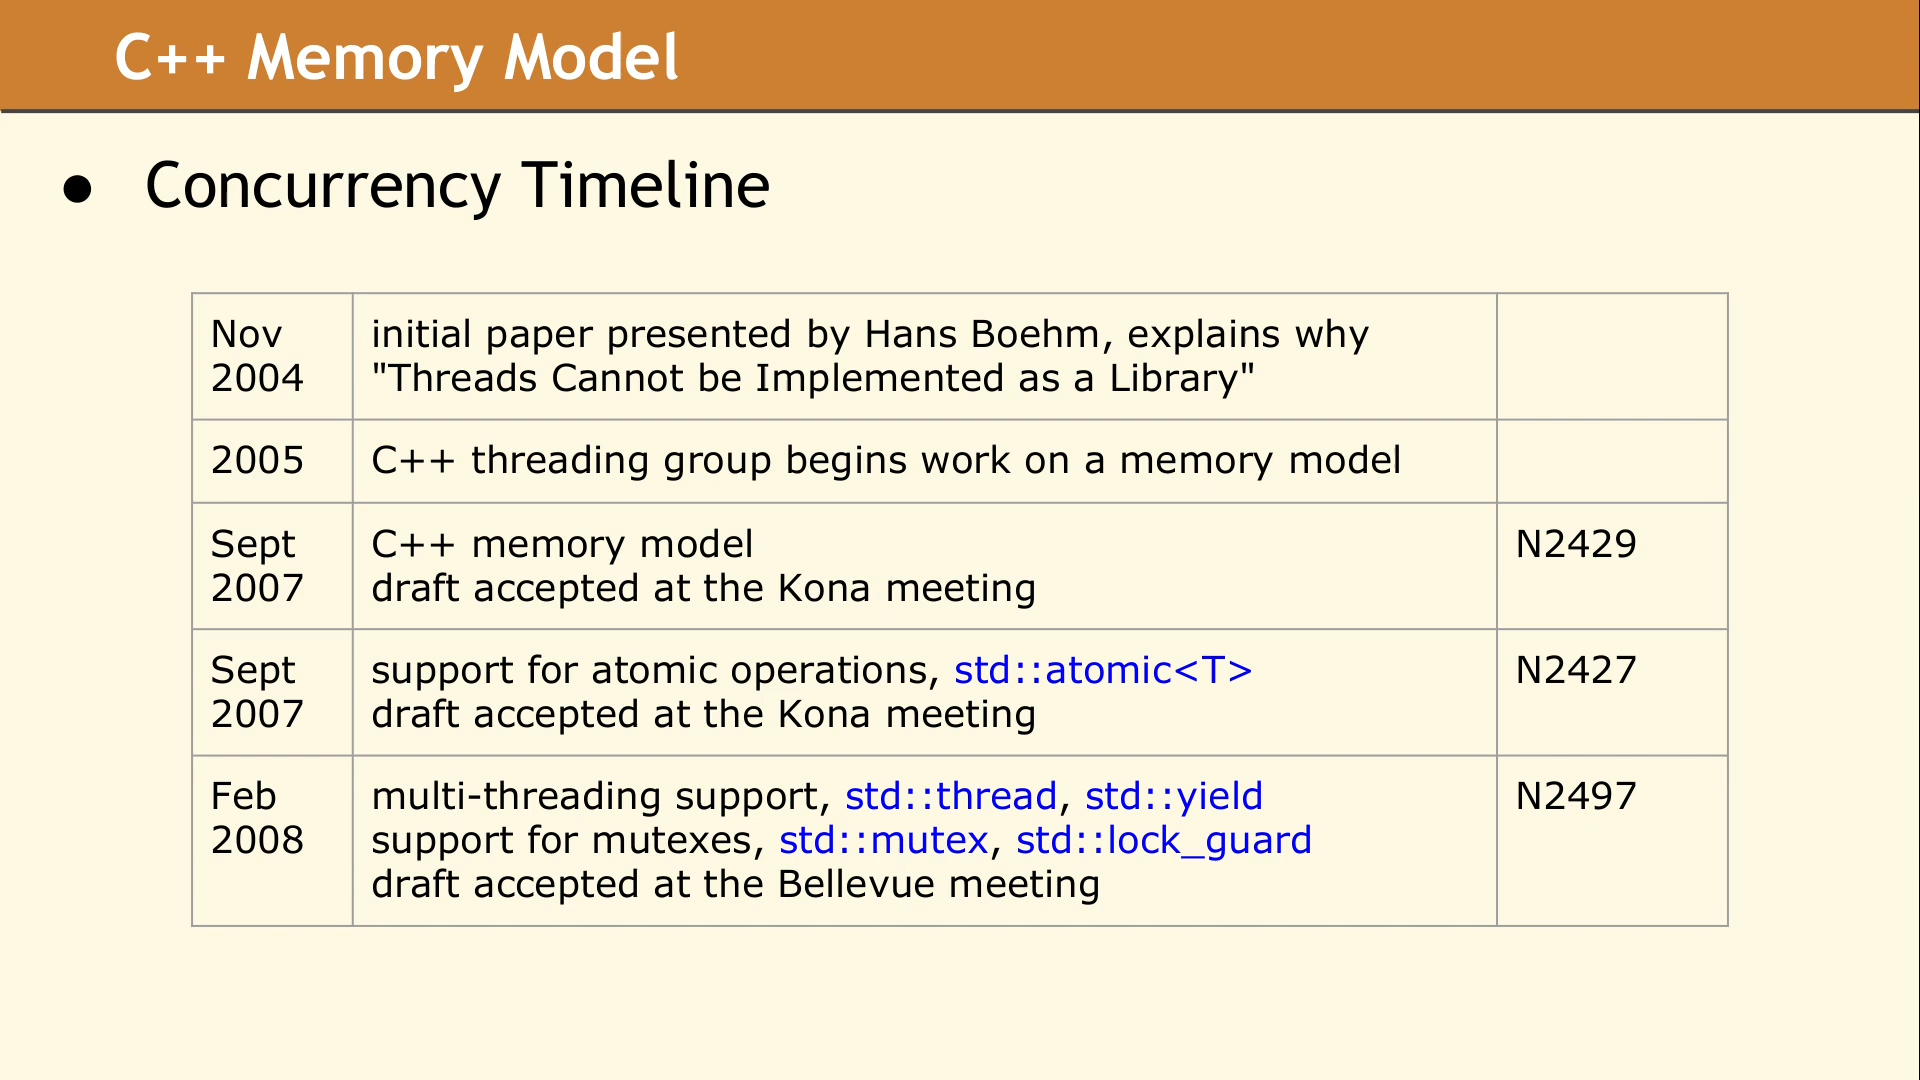 C++ Memory Model
● Concurrency Timeline
Nov
2004
initial paper presented by Hans Boehm, explains why
"Threads Cannot be Implemented as a Library"
2005
C++ threading group begins work on a memory model
Sept
2007
C++ memory model
draft accepted at the Kona meeting
N2429
Sept
2007
support for atomic operations, std::atomic<T>
draft accepted at the Kona meeting
N2427
Feb
2008
multi-threading support, std::thread, std::yield
support for mutexes, std::mutex, std::lock_guard
draft accepted at the Bellevue meeting
N2497